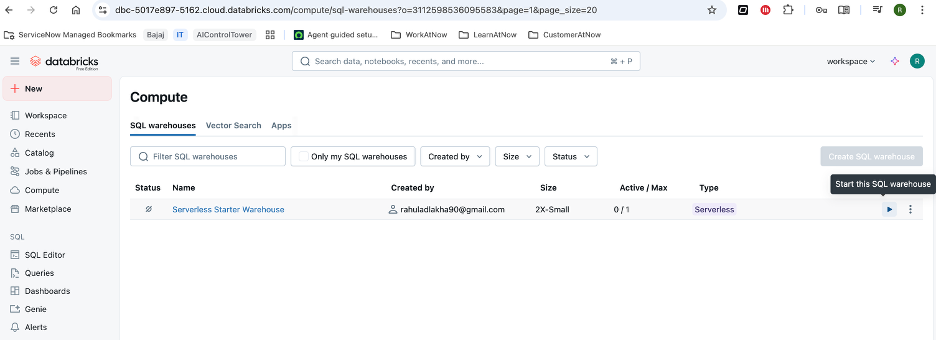 dbc-5017e897-5162.cloud.databricks.com/compute/sql-warehouses?o=3112598536095583&page=1&page_size=20
R
ServiceNow Managed Bookmarks Bajaj IT AIControlTower Agent guided setu... WorkAtNow LearnAtNow CustomerAtNow
databricks
Free Edition
Search data, notebooks, recents, and more... ⌘ + P
workspace
R
New
Workspace
Recents
Catalog
Jobs & Pipelines
Compute
Marketplace
SQL
SQL Editor
Queries
Dashboards
Genie
Alerts
Compute
SQL warehouses Vector Search Apps
Filter SQL warehouses Only my SQL warehouses Created by Size Status Create SQL warehouse
Start this SQL warehouse
Status Name Created by Size Active / Max Type
Serverless Starter Warehouse rahuladlakha90@gmail.com 2X-Small 0 / 1 Serverless